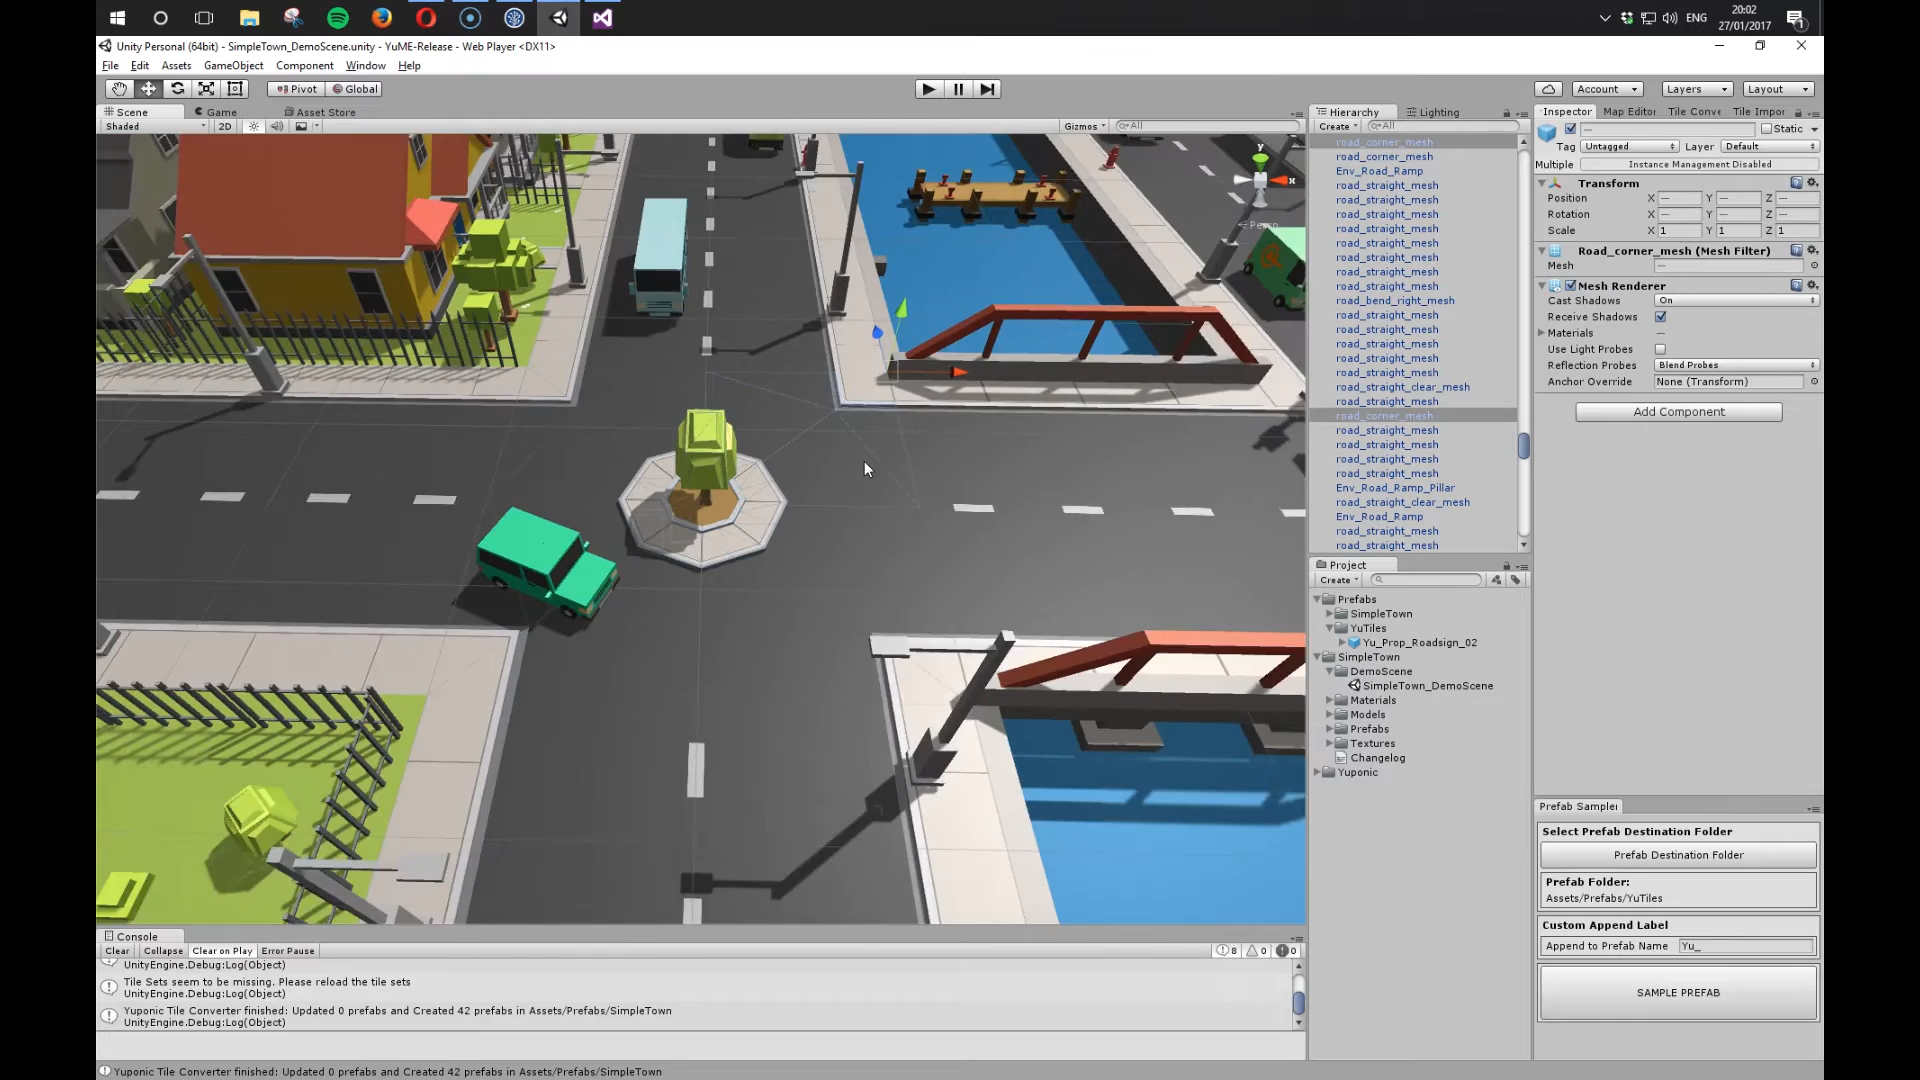 20:02
ENG
27/01/2017
1
Unity Personal (64bit) - SimpleTown_DemoScene.unity - YuME-Release - Web Player <DX11>
File Edit Assets GameObject Component Window Help
Pivot Global
Account Layers Layout
Scene Game Asset Store
Shaded 2D Gizmos All
y
x
Persp
Hierarchy Lighting
Create All
road_corner_mesh
road_corner_mesh
Env_Road_Ramp
road_straight_mesh
road_straight_mesh
road_straight_mesh
road_straight_mesh
road_straight_mesh
road_straight_mesh
road_straight_mesh
road_straight_mesh
road_bend_right_mesh
road_straight_mesh
road_straight_mesh
road_straight_mesh
road_straight_mesh
road_straight_mesh
road_straight_clear_mesh
road_straight_mesh
road_corner_mesh
road_straight_mesh
road_straight_mesh
road_straight_mesh
road_straight_mesh
Env_Road_Ramp_Pillar
road_straight_clear_mesh
Env_Road_Ramp
road_straight_mesh
road_straight_mesh
Project
Create
Prefabs
SimpleTown
YuTiles
Yu_Prop_Roadsign_02
SimpleTown
DemoScene
SimpleTown_DemoScene
Materials
Models
Prefabs
Textures
Changelog
Yuponic
Inspector Map Editor Tile Conve Tile Impor
— Static
Tag Untagged Layer Default
Multiple Instance Management Disabled
Transform
Position X — Y — Z —
Rotation X — Y — Z —
Scale X 1 Y 1 Z 1
Road_corner_mesh (Mesh Filter)
Mesh —
Mesh Renderer
Cast Shadows On
Receive Shadows
Materials —
Use Light Probes
Reflection Probes Blend Probes
Anchor Override None (Transform)
Add Component
Prefab Sampler
Select Prefab Destination Folder
Prefab Destination Folder
Prefab Folder:
Assets/Prefabs/YuTiles
Custom Append Label
Append to Prefab Name Yu_
SAMPLE PREFAB
Console
Clear Collapse Clear on Play Error Pause 8 0 0
UnityEngine.Debug:Log(Object)
Tile Sets seem to be missing. Please reload the tile sets
UnityEngine.Debug:Log(Object)
Yuponic Tile Converter finished: Updated 0 prefabs and Created 42 prefabs in Assets/Prefabs/SimpleTown
UnityEngine.Debug:Log(Object)
Yuponic Tile Converter finished: Updated 0 prefabs and Created 42 prefabs in Assets/Prefabs/SimpleTown